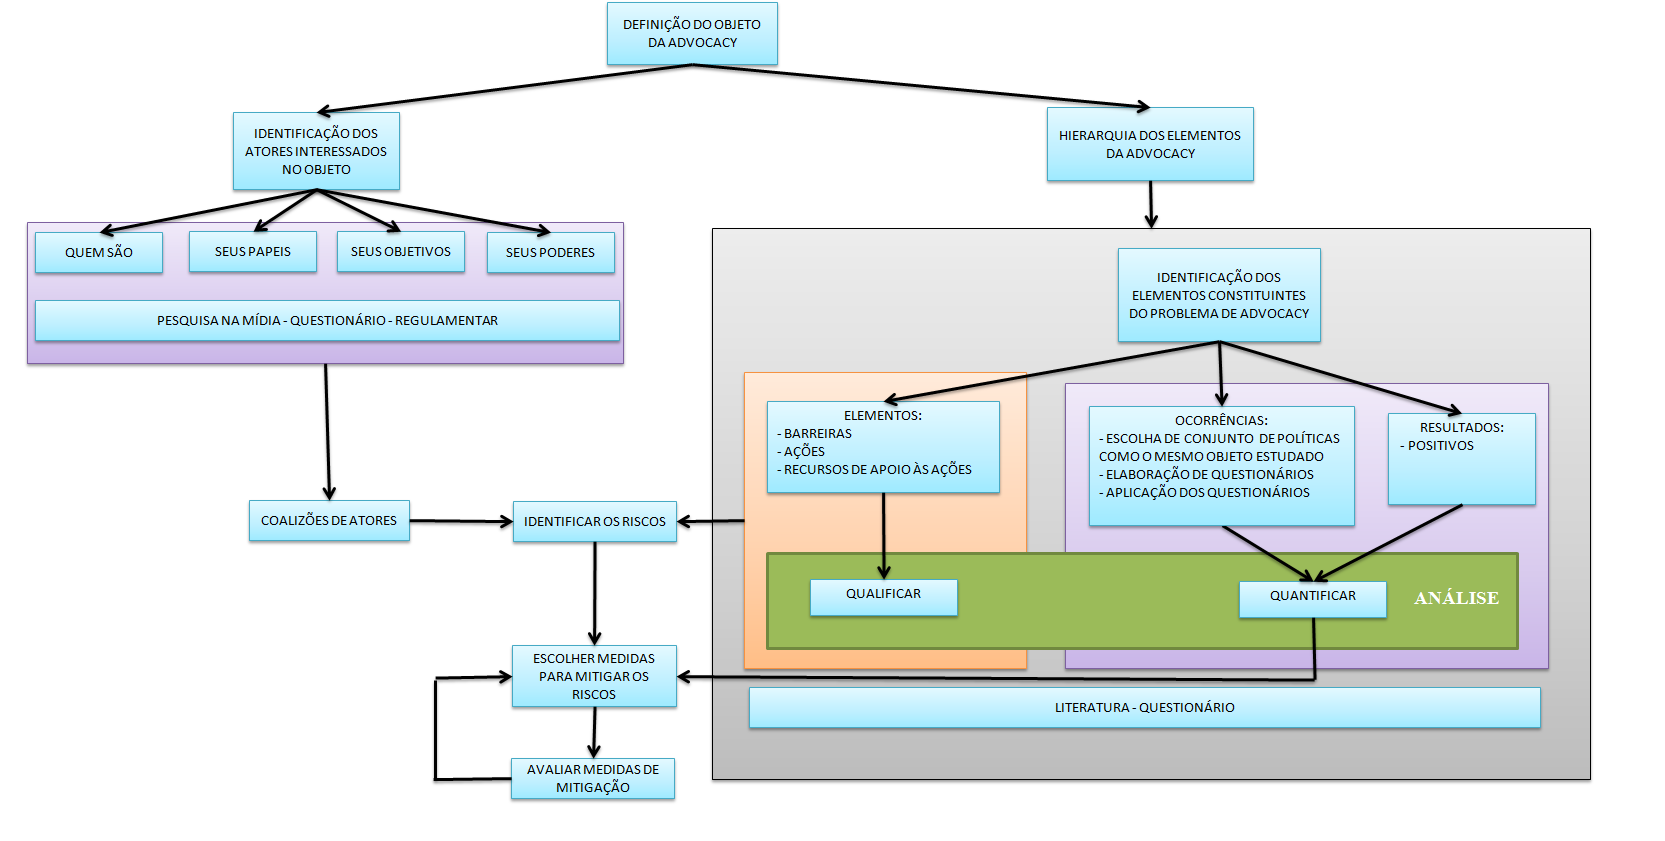 DEFINIÇÃO DO OBJETO
DA ADVOCACY
IDENTIFICAÇÃO DOS
ATORES INTERESSADOS
NO OBJETO
HIERARQUIA DOS ELEMENTOS
DA ADVOCACY
QUEM SÃO
SEUS PAPEIS
SEUS OBJETIVOS
SEUS PODERES
PESQUISA NA MÍDIA - QUESTIONÁRIO - REGULAMENTAR
IDENTIFICAÇÃO DOS
ELEMENTOS CONSTITUINTES
DO PROBLEMA DE ADVOCACY
ELEMENTOS:
- BARREIRAS
- AÇÕES
- RECURSOS DE APOIO ÀS AÇÕES
OCORRÊNCIAS:
- ESCOLHA DE CONJUNTO DE POLÍTICAS
COMO O MESMO OBJETO ESTUDADO
- ELABORAÇÃO DE QUESTIONÁRIOS
- APLICAÇÃO DOS QUESTIONÁRIOS
RESULTADOS:
- POSITIVOS
COALIZÕES DE ATORES
IDENTIFICAR OS RISCOS
QUALIFICAR
QUANTIFICAR
ANÁLISE
ESCOLHER MEDIDAS
PARA MITIGAR OS
RISCOS
LITERATURA - QUESTIONÁRIO
AVALIAR MEDIDAS DE
MITIGAÇÃO